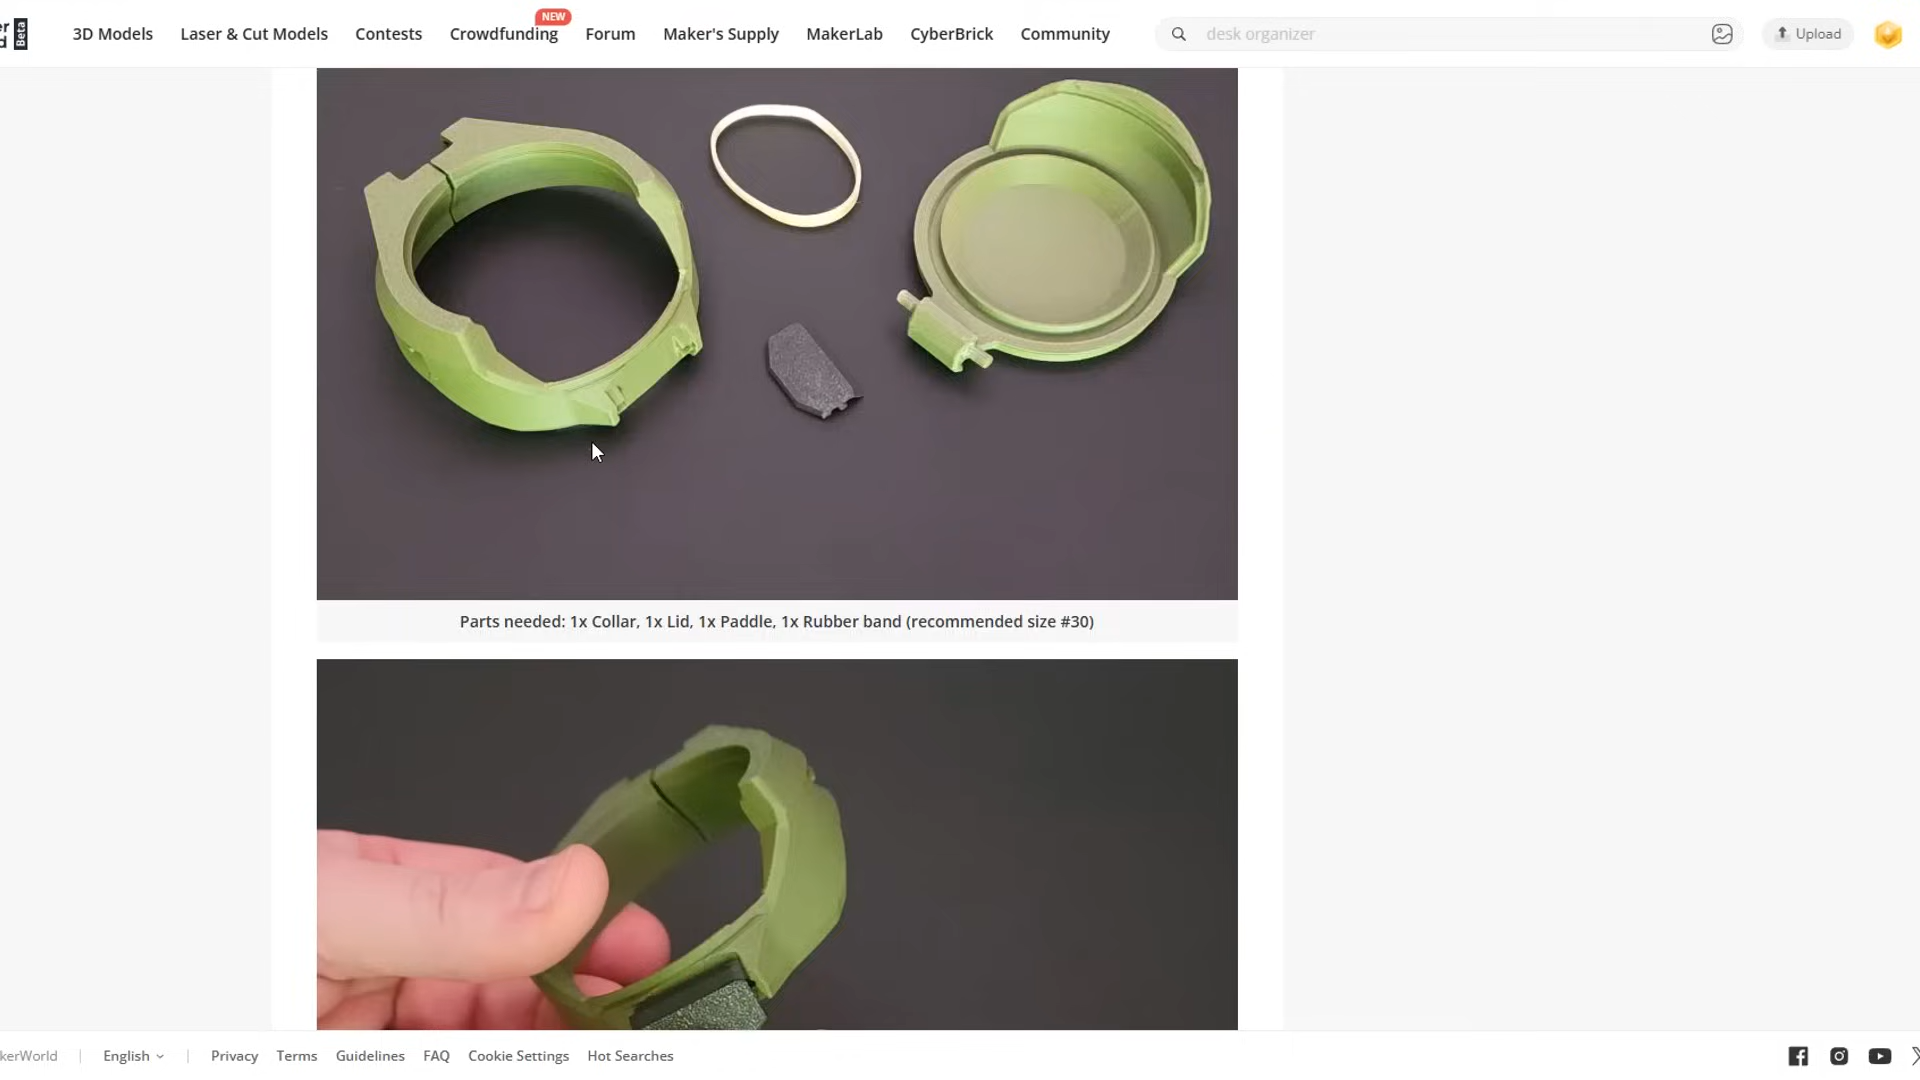 Beta
3D Models
Laser & Cut Models
Contests
Crowdfunding
NEW
Forum
Maker's Supply
MakerLab
CyberBrick
Community
desk organizer
Upload
Parts needed: 1x Collar, 1x Lid, 1x Paddle, 1x Rubber band (recommended size #30)
kerWorld
English
Privacy
Terms
Guidelines
FAQ
Cookie Settings
Hot Searches